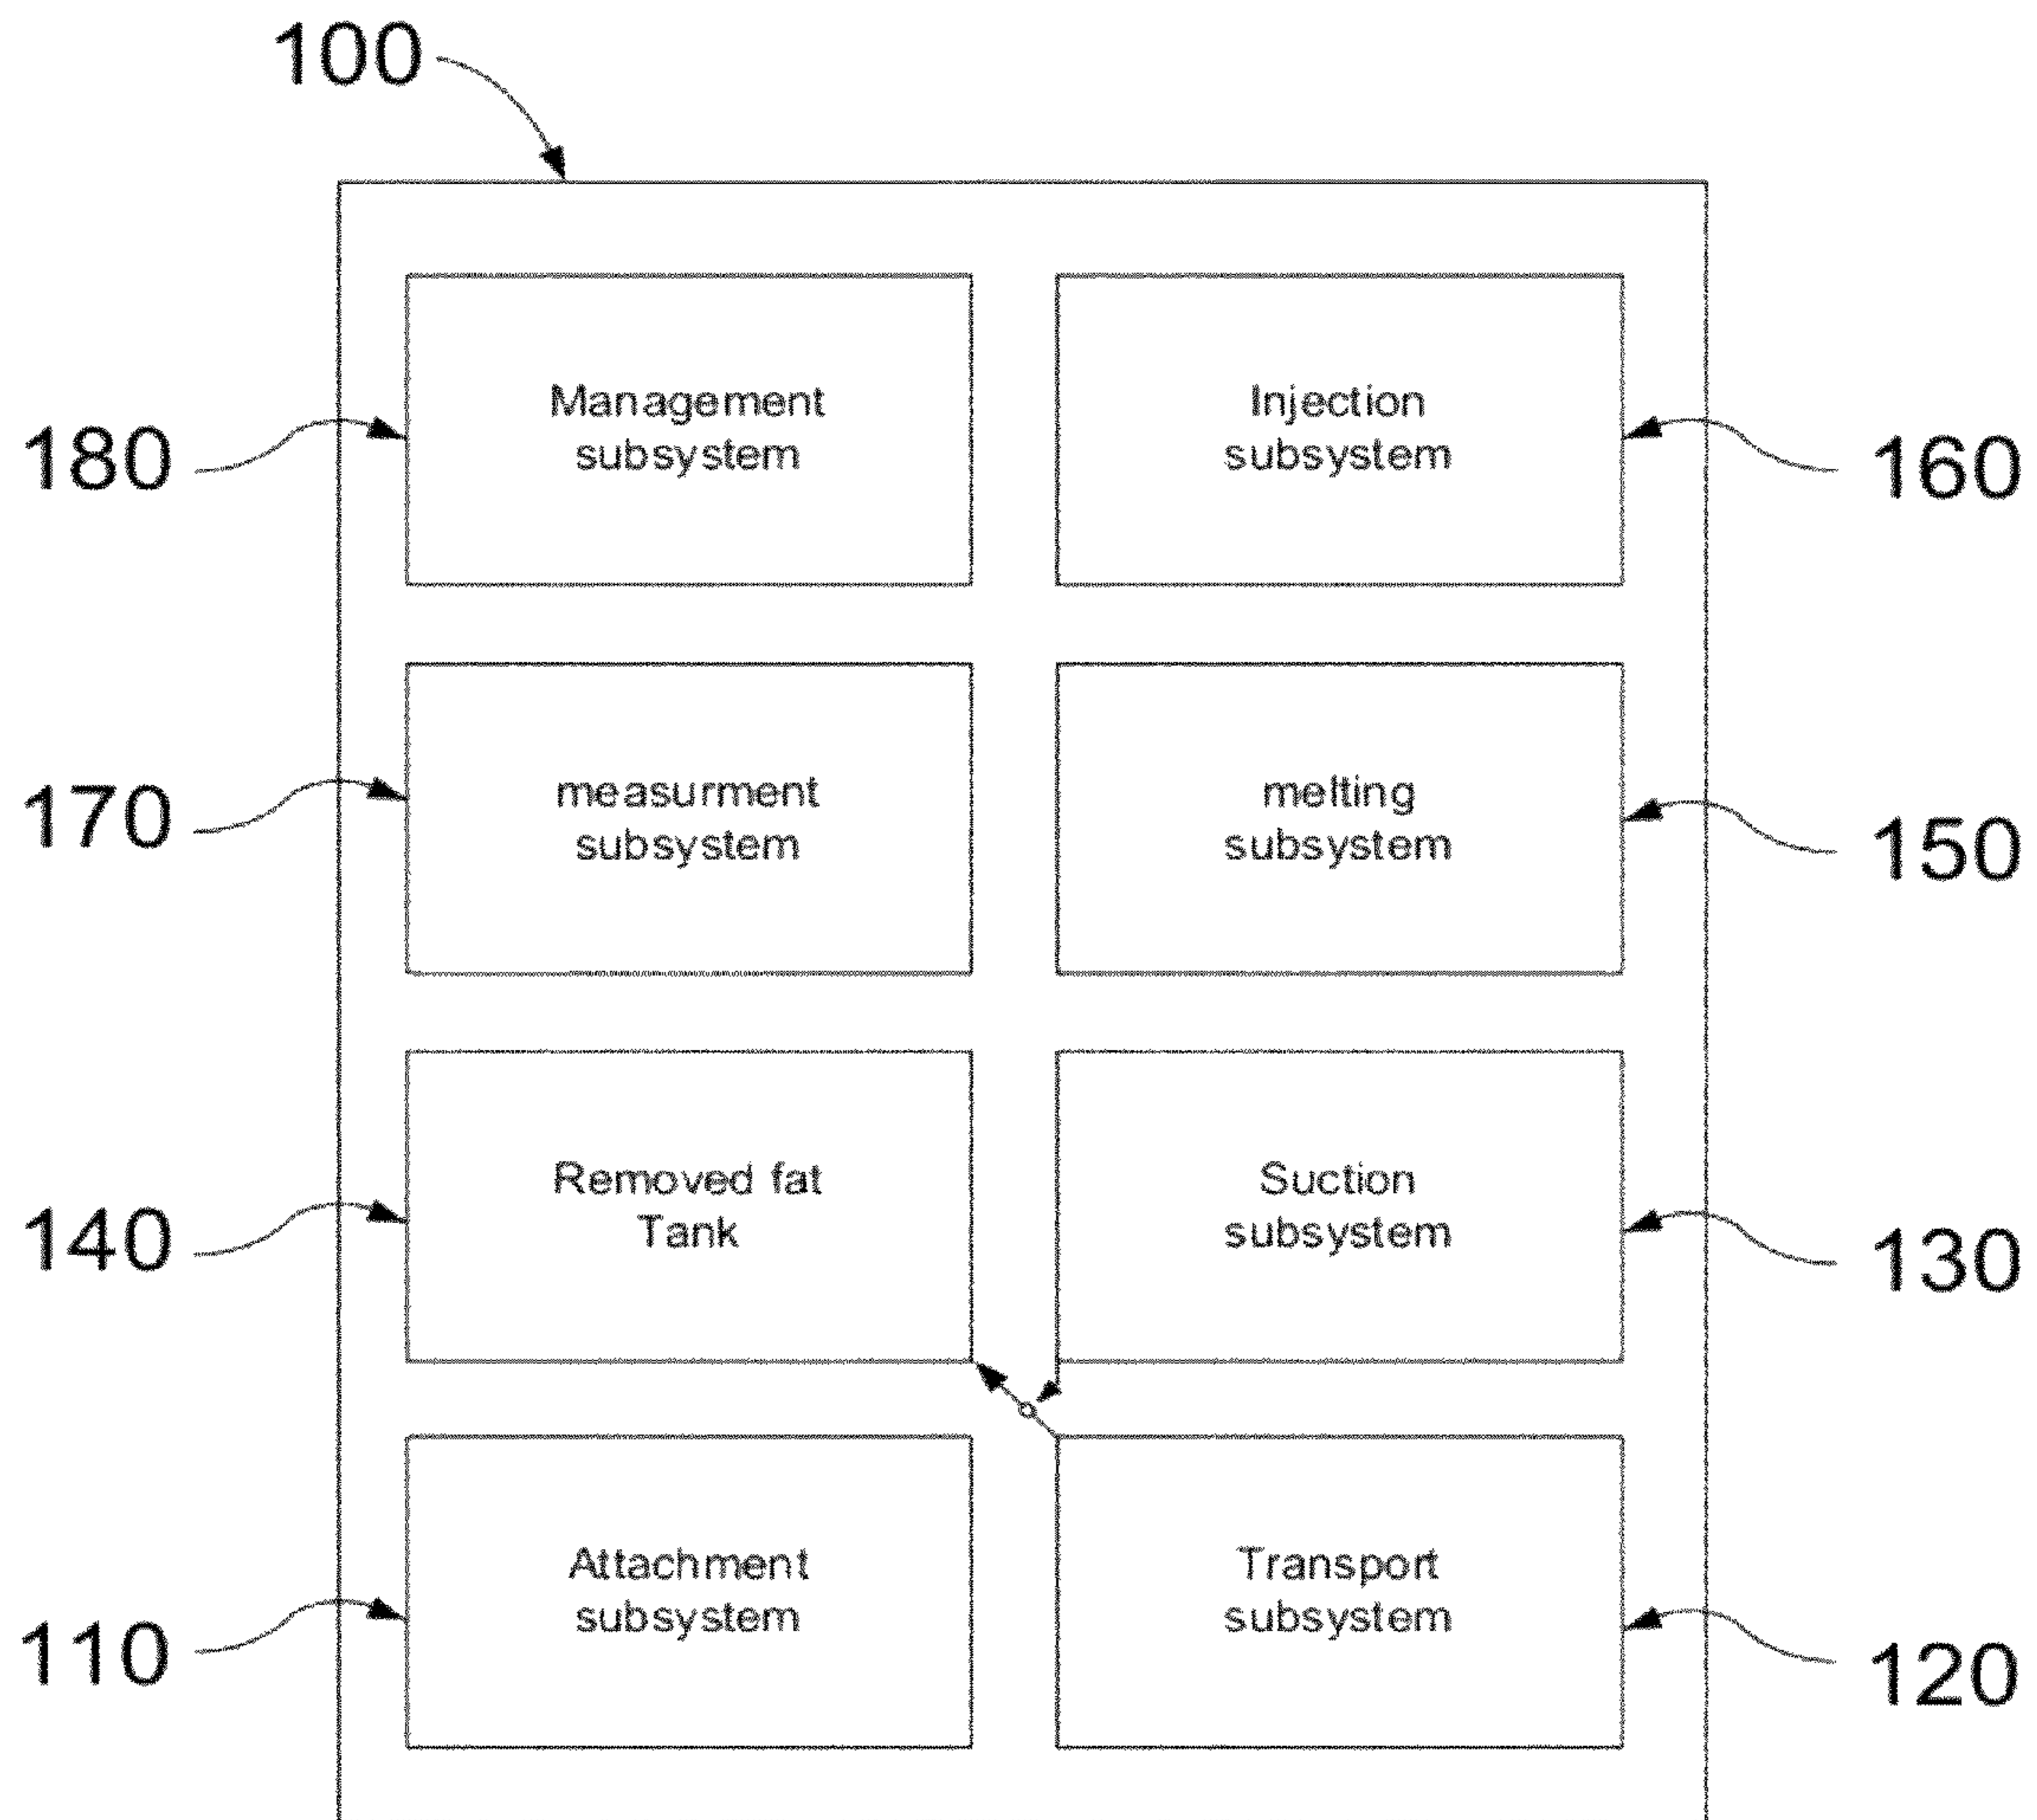 100
180
Management
subsystem
Injection
subsystem
160
170
measurment
subsystem
melting
subsystem
150
140
Removed fat
Tank
Suction
subsystem
130
110
Attachment
subsystem
Transport
subsystem
120